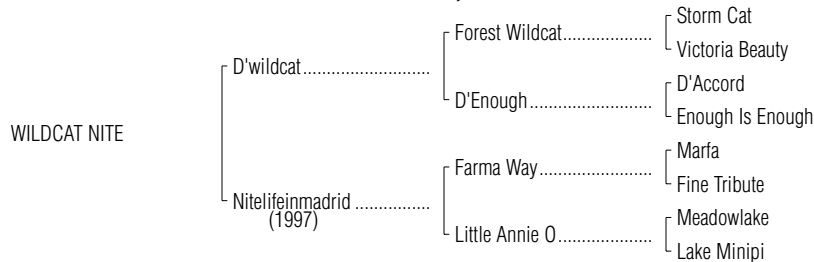 Storm Cat
Forest Wildcat
Victoria Beauty
D'wildcat
D'Accord
D'Enough
Enough Is Enough
WILDCAT NITE
Marfa
Farma Way
Fine Tribute
Nitelifeinmadrid
(1997)
Meadowlake
Little Annie O
Lake Minipi